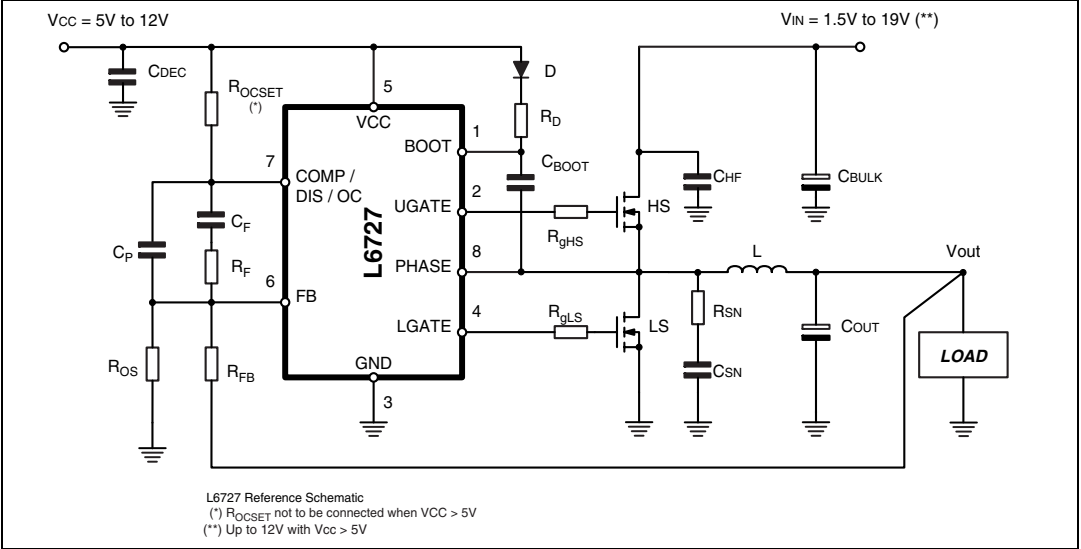 VCC = 5V to 12V
VIN = 1.5V to 19V (**)
CDEC
ROCSET
(*)
5
VCC
D
RD
1
BOOT
CBOOT
7
COMP /
DIS / OC
2
UGATE
RgHS
HS
CHF
CBULK
L6727
CF
CP
RF
6
FB
8
PHASE
L
Vout
4
LGATE
RgLS
LS
RSN
CSN
COUT
LOAD
ROS
RFB
GND
3
L6727 Reference Schematic
(*) ROCSET not to be connected when VCC > 5V
(**) Up to 12V with Vcc > 5V